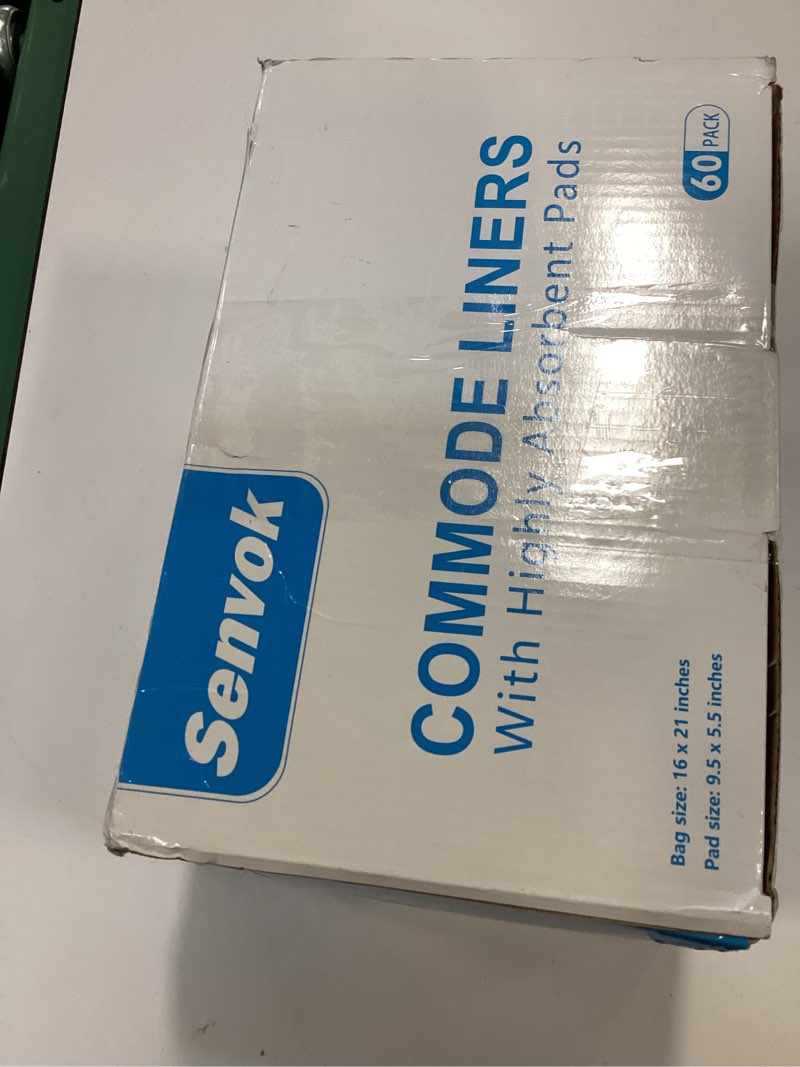 Senvok
COMMODE LINERS
With Highly Absorbent Pads
Bag size: 16 x 21 inches
Pad size: 9.5 x 5.5 inches
60 PACK